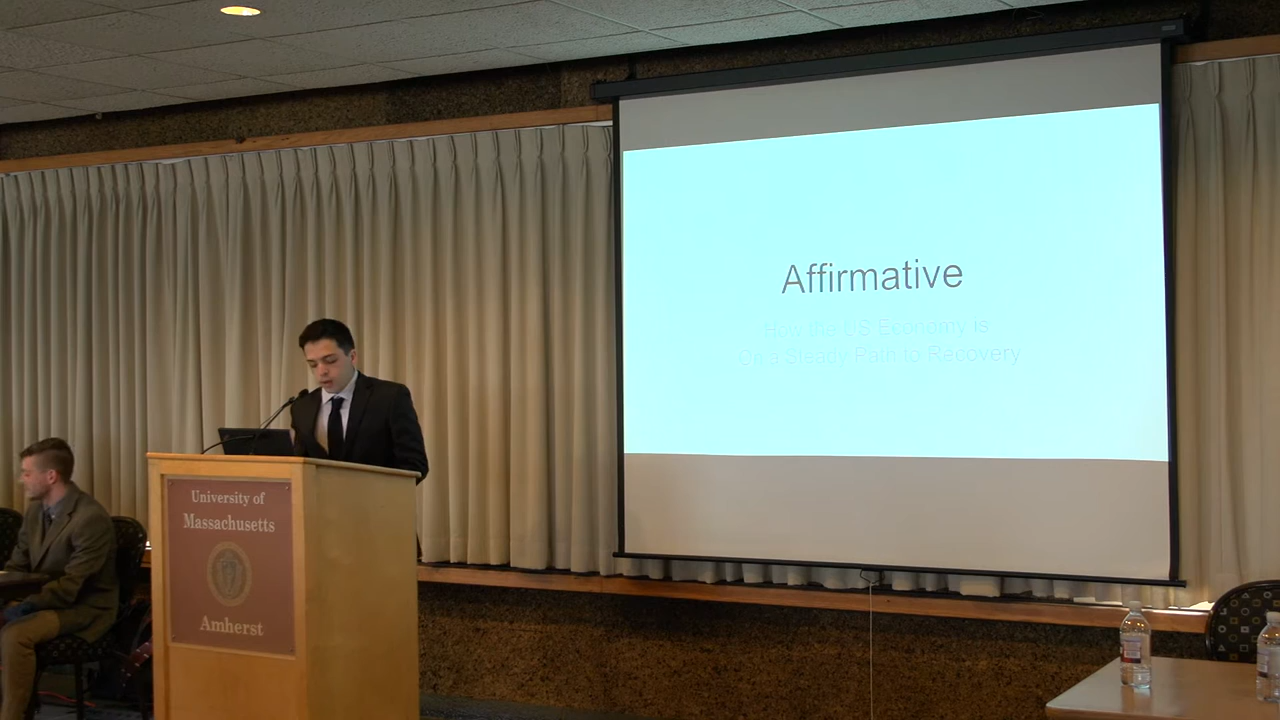 Affirmative
How the US Economy is
On a Steady Path to Recovery
University of
Massachusetts
Amherst